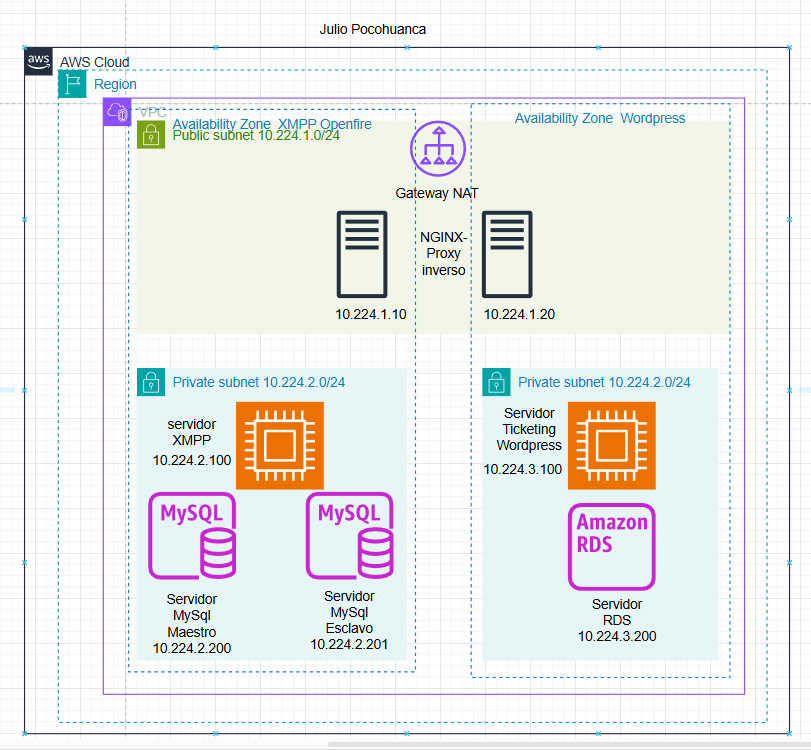 Julio Pocohuanca
aws
AWS Cloud
Region
VPC
Availability Zone XMPP Openfire
Public subnet 10.224.1.0/24
Availability Zone Wordpress
Gateway NAT
NGINX-
Proxy
inverso
10.224.1.10
10.224.1.20
Private subnet 10.224.2.0/24
servidor
XMPP
10.224.2.100
MySQL
Servidor
MySql
Maestro
10.224.2.200
MySQL
Servidor
MySql
Esclavo
10.224.2.201
Private subnet 10.224.2.0/24
Servidor
Ticketing
Wordpress
10.224.3.100
Amazon
RDS
Servidor
RDS
10.224.3.200